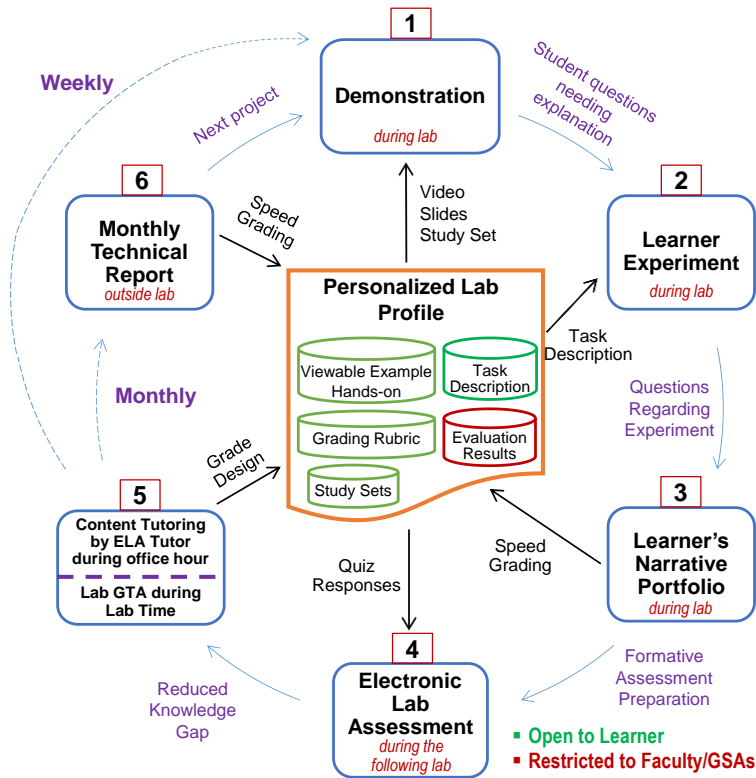 1
Demonstration
during lab
Weekly
Next project
Student questions
needing
explanation
6
Monthly
Technical
Report
outside lab
Speed
Grading
Video
Slides
Study Set
2
Learner
Experiment
during lab
Personalized Lab
Profile
Viewable Example
Hands-on
Task
Description
Grading Rubric
Evaluation
Results
Study Sets
Task
Description
Monthly
Questions
Regarding
Experiment
Grade
Design
5
Content Tutoring
by ELA Tutor
during office hour
Lab GTA during
Lab Time
3
Learner's
Narrative
Portfolio
during lab
Speed
Grading
Quiz
Responses
4
Electronic
Lab
Assessment
during the
following lab
Reduced
Knowledge
Gap
Formative
Assessment
Preparation
▪ Open to Learner
▪ Restricted to Faculty/GSAs